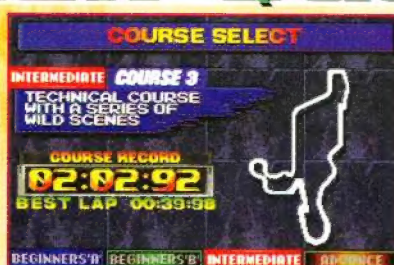 COURSE SELECT
INTERMEDIATE COURSE 3
TECHNICAL COURSE
WITH A SERIES OF
WILD SCENES
COURSE RECORD
02:02:92
BEST LAP 00:39:98
BEGINNERS'A' BEGINNERS'B' INTERMEDIATE ADVANCE